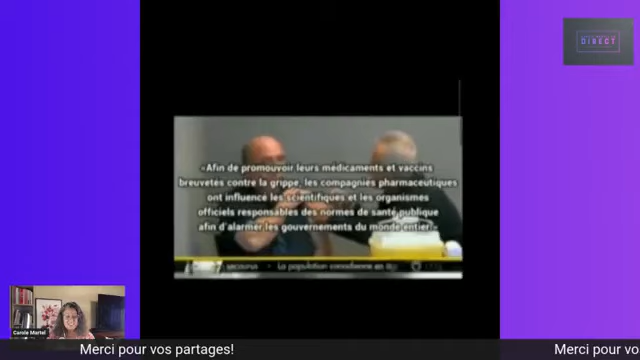 DIRECT
«Afin de promouvoir leurs médicaments et vaccins
brevetés contre la grippe, les compagnies pharmaceutiques
ont influencé les scientifiques et les organismes
officiels responsables des normes de santé publique
afin d'alarmer les gouvernements du monde entier.»
La population canadienne en
Carole Martel
Merci pour vos partages!
Merci pour vo